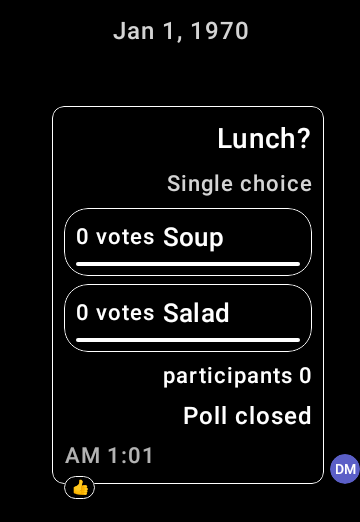 Jan 1, 1970
Lunch?
Single choice
0 votes Soup
0 votes Salad
participants 0
Poll closed
AM 1:01
👍
DM